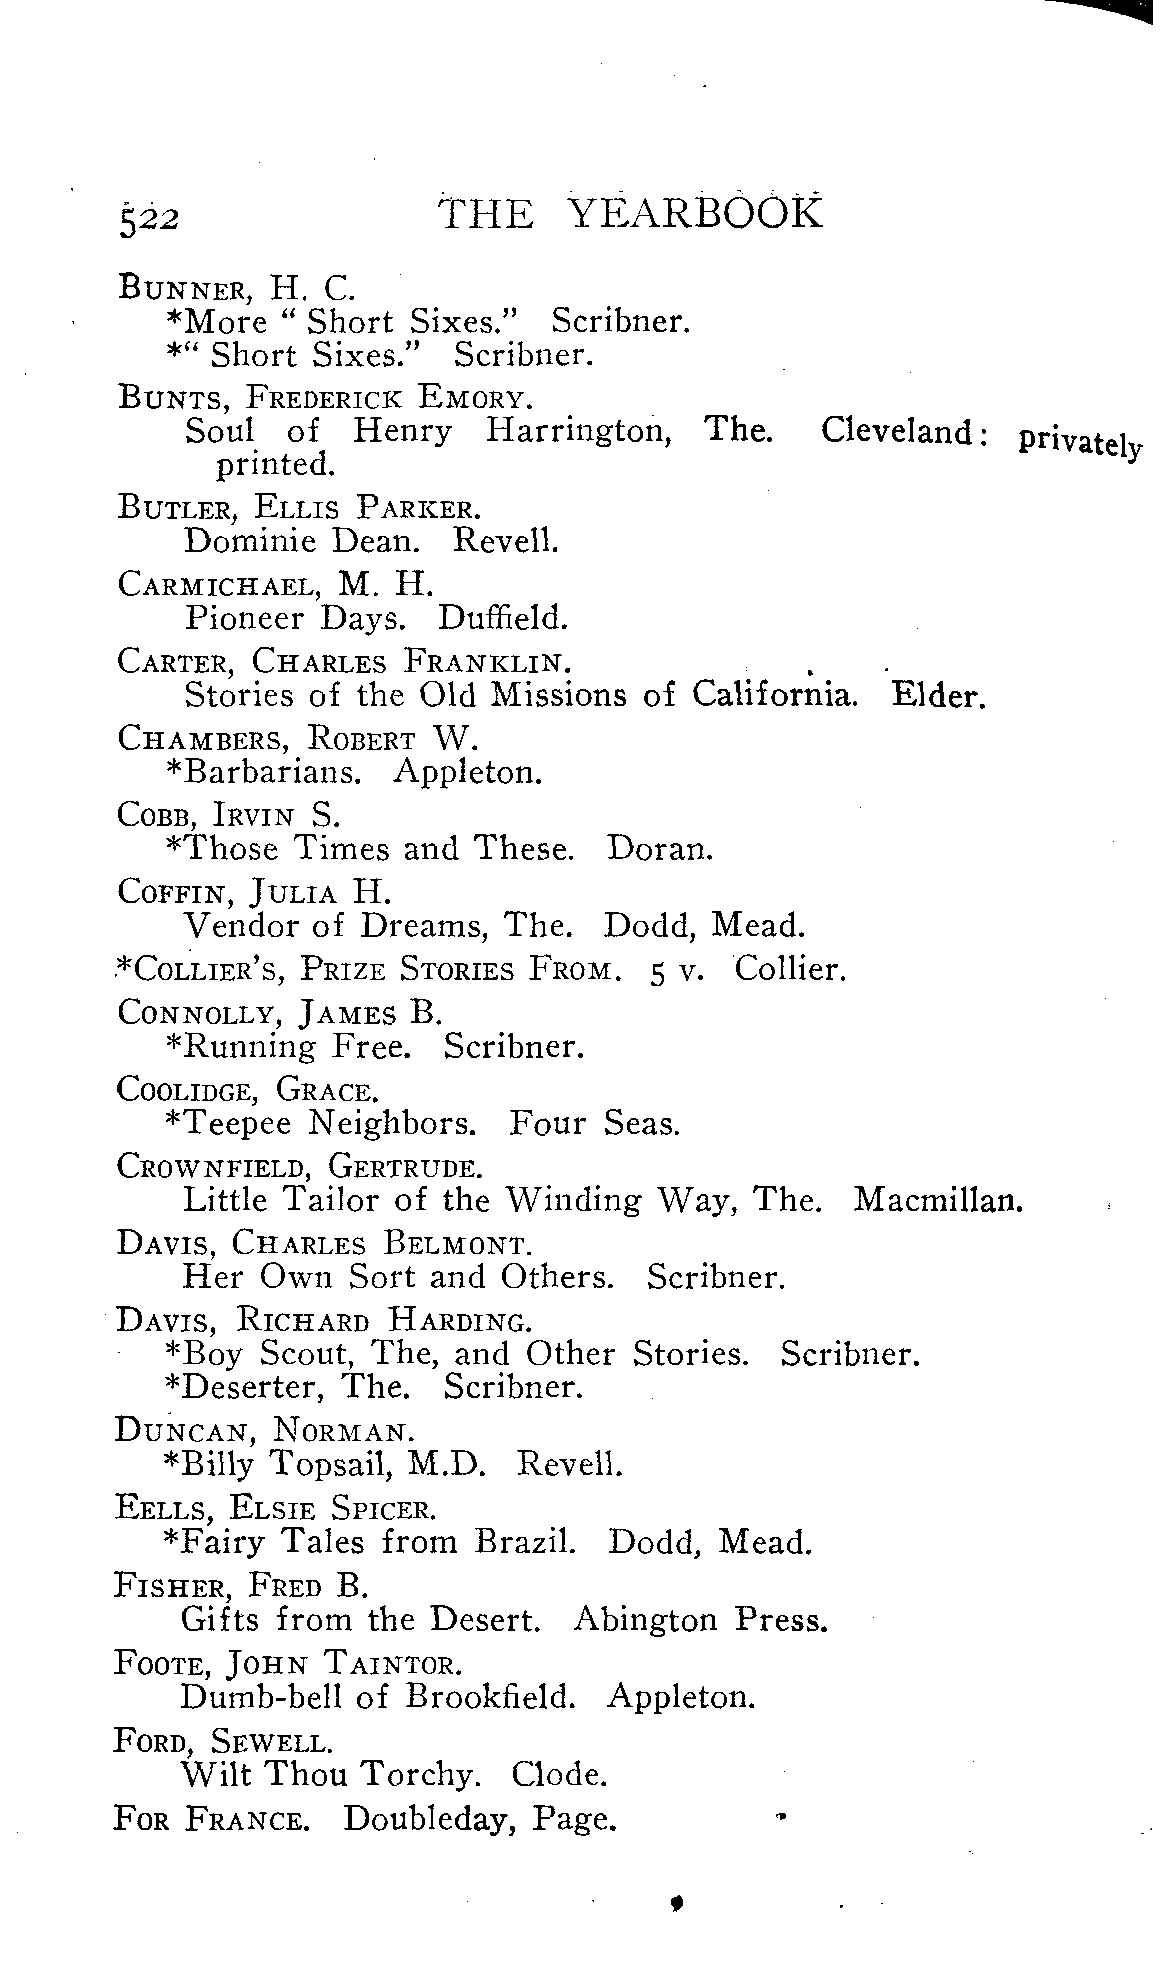 522 THE YEARBOOK
BUNNER, H. C.
*More “ Short Sixes.” Scribner.
*“ Short Sixes.” Scribner.
BUNTS, FREDERICK EMORY.
Soul of Henry Harrington, The. Cleveland: privately
printed.
BUTLER, ELLIS PARKER.
Dominie Dean. Revell.
CARMICHAEL, M. H.
Pioneer Days. Duffield.
CARTER, CHARLES FRANKLIN.
Stories of the Old Missions of California. Elder.
CHAMBERS, ROBERT W.
*Barbarians. Appleton.
COBB, IRVIN S.
*Those Times and These. Doran.
COFFIN, JULIA H.
Vendor of Dreams, The. Dodd, Mead.
*COLLIER’S, PRIZE STORIES FROM. 5 v. Collier.
CONNOLLY, JAMES B.
*Running Free. Scribner.
COOLIDGE, GRACE.
*Teepee Neighbors. Four Seas.
CROWNFIELD, GERTRUDE.
Little Tailor of the Winding Way, The. Macmillan.
DAVIS, CHARLES BELMONT.
Her Own Sort and Others. Scribner.
DAVIS, RICHARD HARDING.
*Boy Scout, The, and Other Stories. Scribner.
*Deserter, The. Scribner.
DUNCAN, NORMAN.
*Billy Topsail, M.D. Revell.
EELLS, ELSIE SPICER.
*Fairy Tales from Brazil. Dodd, Mead.
FISHER, FRED B.
Gifts from the Desert. Abington Press.
FOOTE, JOHN TAINTOR.
Dumb-bell of Brookfield. Appleton.
FORD, SEWELL.
Wilt Thou Torchy. Clode.
FOR FRANCE. Doubleday, Page.